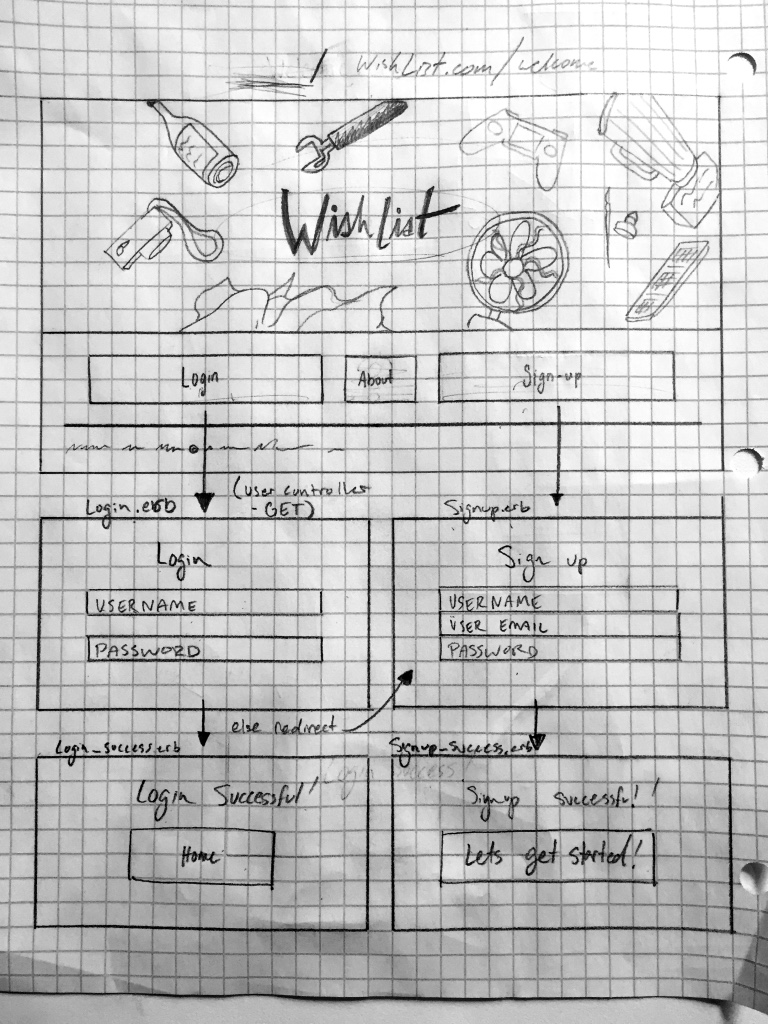 / WishList.com/welcome
WishList
Login
About
Sign-up
(user controller
- GET)
Login.erb
Signup.erb
Login
Sign up
USERNAME
PASSWORD
USERNAME
USER EMAIL
PASSWORD
else redirect
Login_success.erb
Signup_success.erb
Login Success!
Login Successful!
Home
Signup successful!
Lets get started!